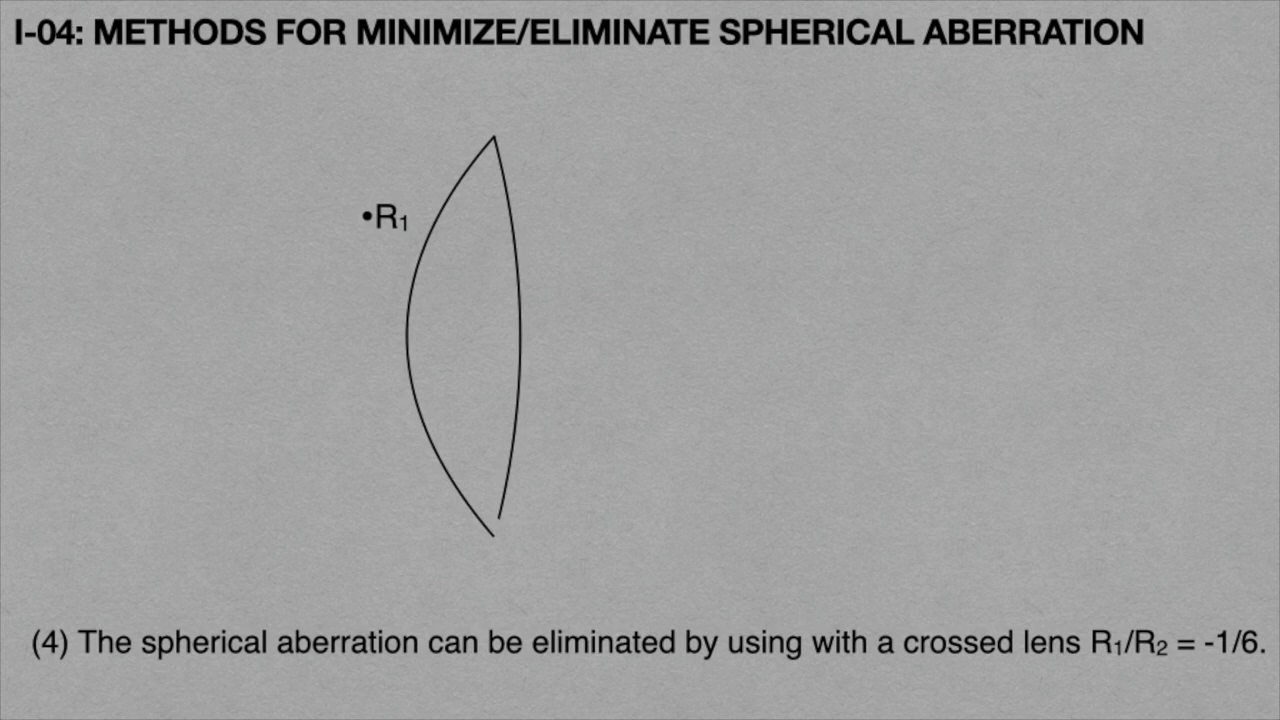 I-04: METHODS FOR MINIMIZE/ELIMINATE SPHERICAL ABERRATION
•R₁
(4) The spherical aberration can be eliminated by using with a crossed lens R₁/R₂ = -1/6.